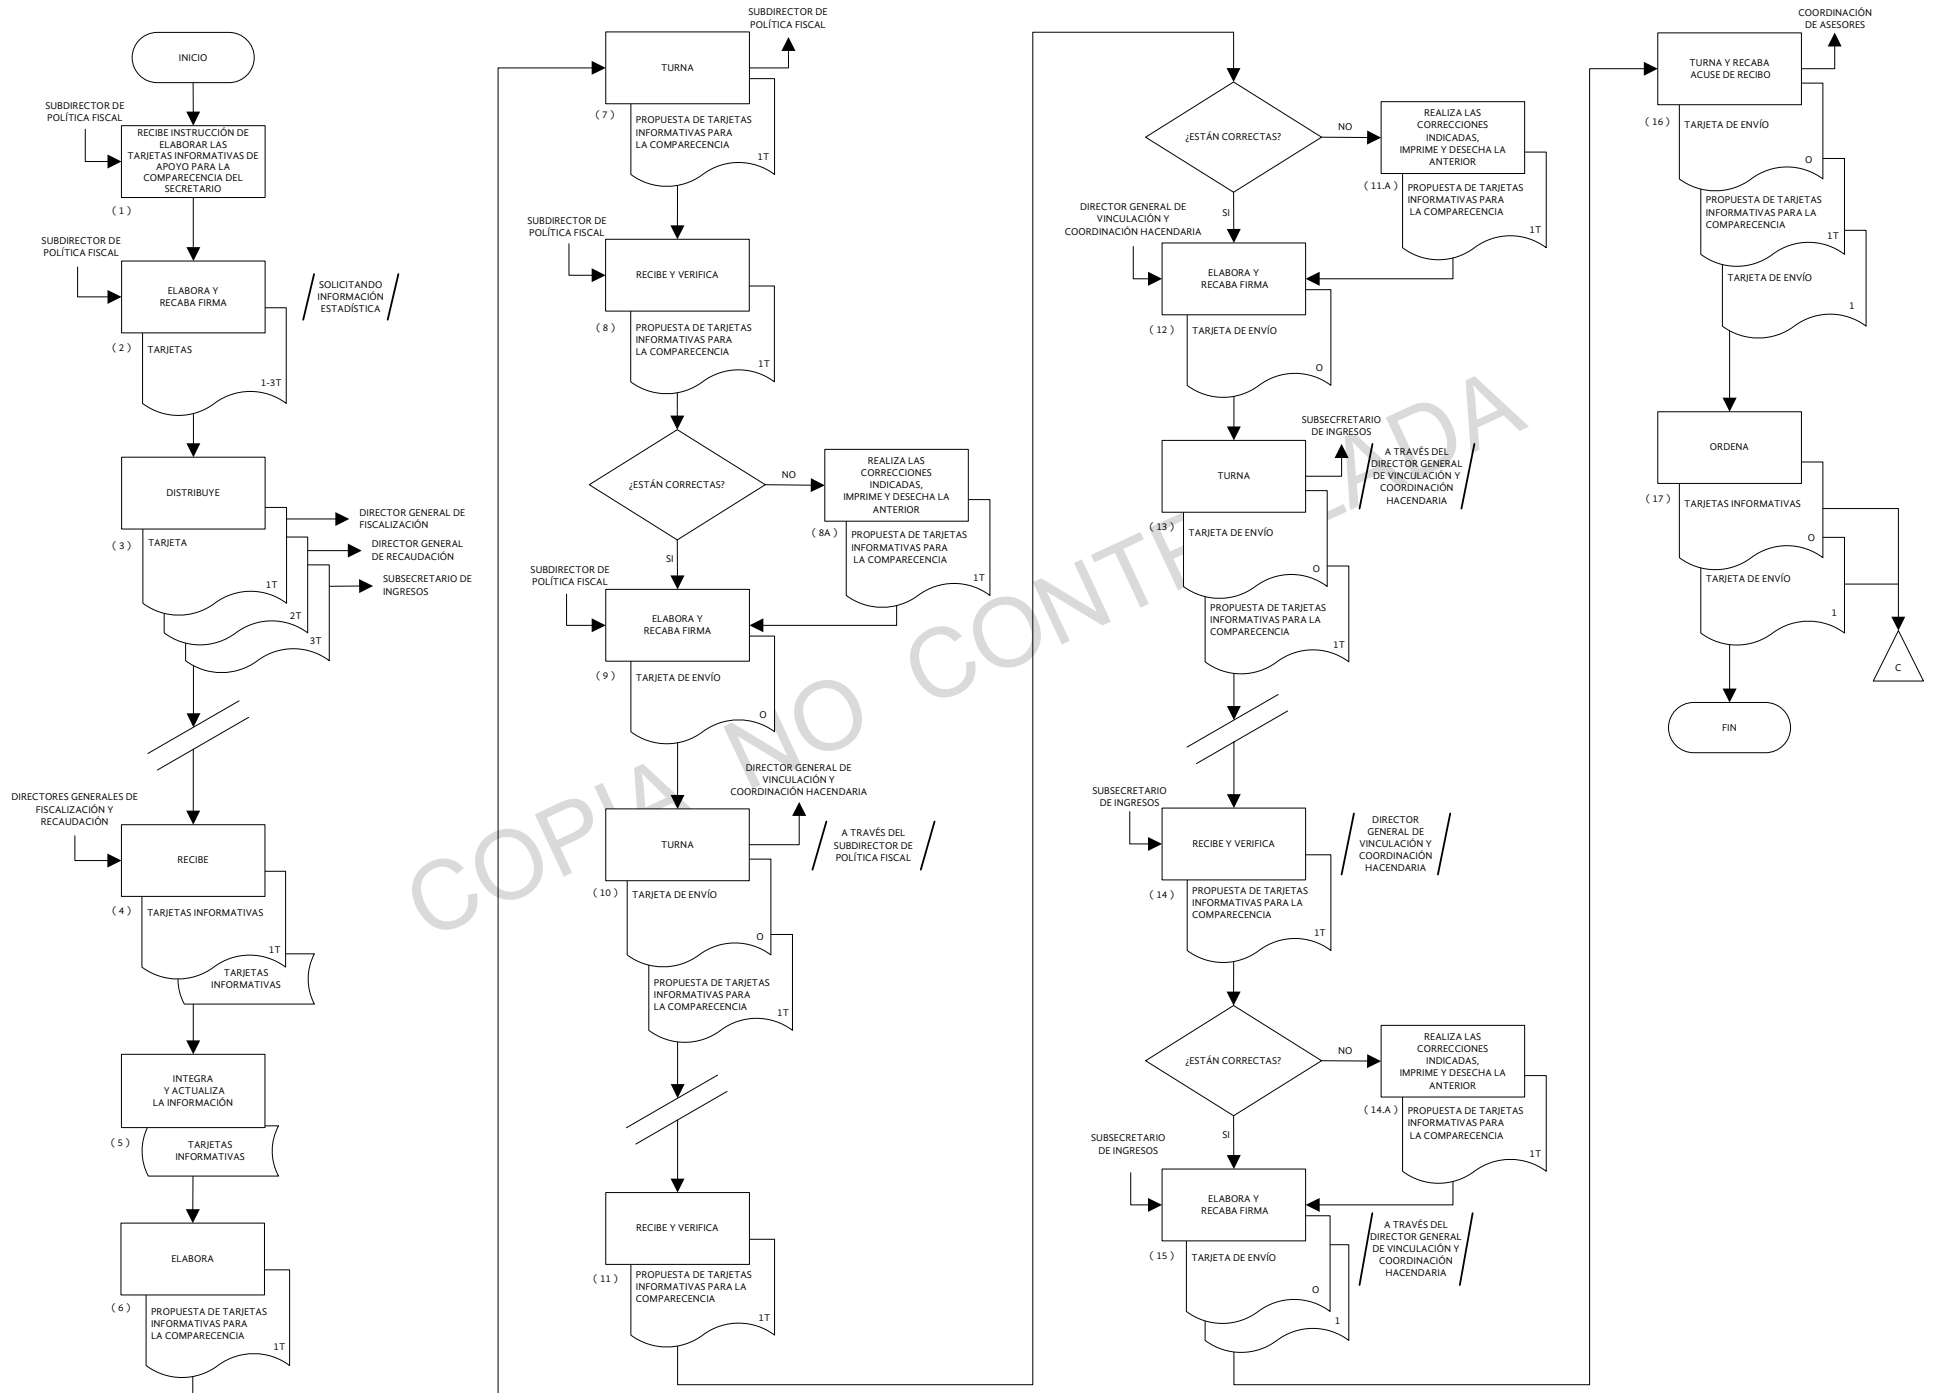 INICIO
SUBDIRECTOR DE
POLÍTICA FISCAL
RECIBE INSTRUCCIÓN DE
ELABORAR LAS
TARJETAS INFORMATIVAS DE
APOYO PARA LA
COMPARECENCIA DEL
SECRETARIO
( 1 )
SUBDIRECTOR DE
POLÍTICA FISCAL
ELABORA Y
RECABA FIRMA
SOLICITANDO
INFORMACIÓN
ESTADÍSTICA
( 2 )
TARJETAS
1-3T
DISTRIBUYE
DIRECTOR GENERAL DE
FISCALIZACIÓN
DIRECTOR GENERAL
DE RECAUDACIÓN
SUBSECRETARIO DE
INGRESOS
( 3 )
TARJETA
1T
2T
3T
DIRECTORES GENERALES DE
FISCALIZACIÓN Y
RECAUDACIÓN
RECIBE
( 4 )
TARJETAS INFORMATIVAS
1T
TARJETAS
INFORMATIVAS
INTEGRA
Y ACTUALIZA
LA INFORMACIÓN
( 5 )
TARJETAS
INFORMATIVAS
ELABORA
( 6 )
PROPUESTA DE TARJETAS
INFORMATIVAS PARA
LA COMPARECENCIA
1T
SUBDIRECTOR DE
POLÍTICA FISCAL
TURNA
( 7 )
PROPUESTA DE TARJETAS
INFORMATIVAS PARA
LA COMPARECENCIA
1T
SUBDIRECTOR DE
POLÍTICA FISCAL
RECIBE Y VERIFICA
( 8 )
PROPUESTA DE TARJETAS
INFORMATIVAS PARA
LA COMPARECENCIA
1T
¿ESTÁN CORRECTAS?
NO
REALIZA LAS
CORRECCIONES
INDICADAS,
IMPRIME Y DESECHA LA
ANTERIOR
( 8A )
PROPUESTA DE TARJETAS
INFORMATIVAS PARA
LA COMPARECENCIA
1T
SI
SUBDIRECTOR DE
POLÍTICA FISCAL
ELABORA Y
RECABA FIRMA
( 9 )
TARJETA DE ENVÍO
O
DIRECTOR GENERAL DE
VINCULACIÓN Y
COORDINACIÓN HACENDARIA
TURNA
A TRAVÉS DEL
SUBDIRECTOR DE
POLÍTICA FISCAL
( 10 )
TARJETA DE ENVÍO
O
PROPUESTA DE TARJETAS
INFORMATIVAS PARA
LA COMPARECENCIA
1T
RECIBE Y VERIFICA
( 11 )
PROPUESTA DE TARJETAS
INFORMATIVAS PARA LA
COMPARECENCIA
1T
¿ESTÁN CORRECTAS?
NO
REALIZA LAS
CORRECCIONES
INDICADAS,
IMPRIME Y DESECHA LA
ANTERIOR
( 11.A )
PROPUESTA DE TARJETAS
INFORMATIVAS PARA
LA COMPARECENCIA
1T
SI
DIRECTOR GENERAL DE
VINCULACIÓN Y
COORDINACIÓN HACENDARIA
ELABORA Y
RECABA FIRMA
( 12 )
TARJETA DE ENVÍO
O
SUBSECFRETARIO
DE INGRESOS
TURNA
A TRAVÉS DEL
DIRECTOR GENERAL
DE VINCULACIÓN Y
COORDINACIÓN
HACENDARIA
( 13 )
TARJETA DE ENVÍO
O
PROPUESTA DE TARJETAS
INFORMATIVAS PARA LA
COMPARECENCIA
1T
SUBSECRETARIO
DE INGRESOS
RECIBE Y VERIFICA
DIRECTOR
GENERAL DE
VINCULACIÓN Y
COORDINACIÓN
HACENDARIA
( 14 )
PROPUESTA DE TARJETAS
INFORMATIVAS PARA LA
COMPARECENCIA
1T
¿ESTÁN CORRECTAS?
NO
REALIZA LAS
CORRECCIONES
INDICADAS,
IMPRIME Y DESECHA LA
ANTERIOR
( 14.A )
PROPUESTA DE TARJETAS
INFORMATIVAS PARA
LA COMPARECENCIA
1T
SI
SUBSECRETARIO
DE INGRESOS
ELABORA Y
RECABA FIRMA
A TRAVÉS DEL
DIRECTOR GENERAL
DE VINCULACIÓN Y
COORDINACIÓN
HACENDARIA
( 15 )
TARJETA DE ENVÍO
O
1
COORDINACIÓN
DE ASESORES
TURNA Y RECABA
ACUSE DE RECIBO
( 16 )
TARJETA DE ENVÍO
O
PROPUESTA DE TARJETAS
INFORMATIVAS PARA LA
COMPARECENCIA
1T
TARJETA DE ENVÍO
1
ORDENA
( 17 )
TARJETAS INFORMATIVAS
O
TARJETA DE ENVÍO
1
C
FIN
COPIA NO CONTROLADA